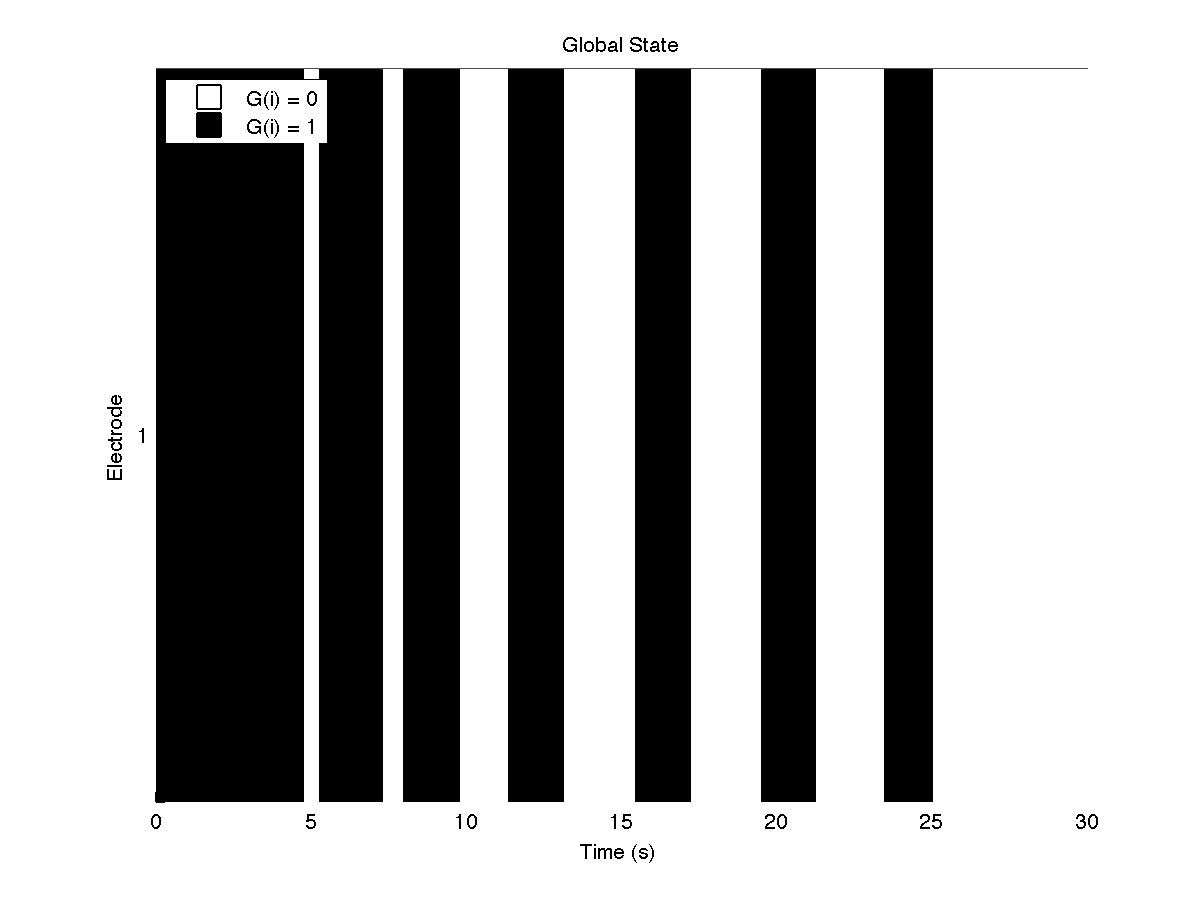 Global State
G(i) = 0
G(i) = 1
Electrode
1
0 5 10 15 20 25 30
Time (s)